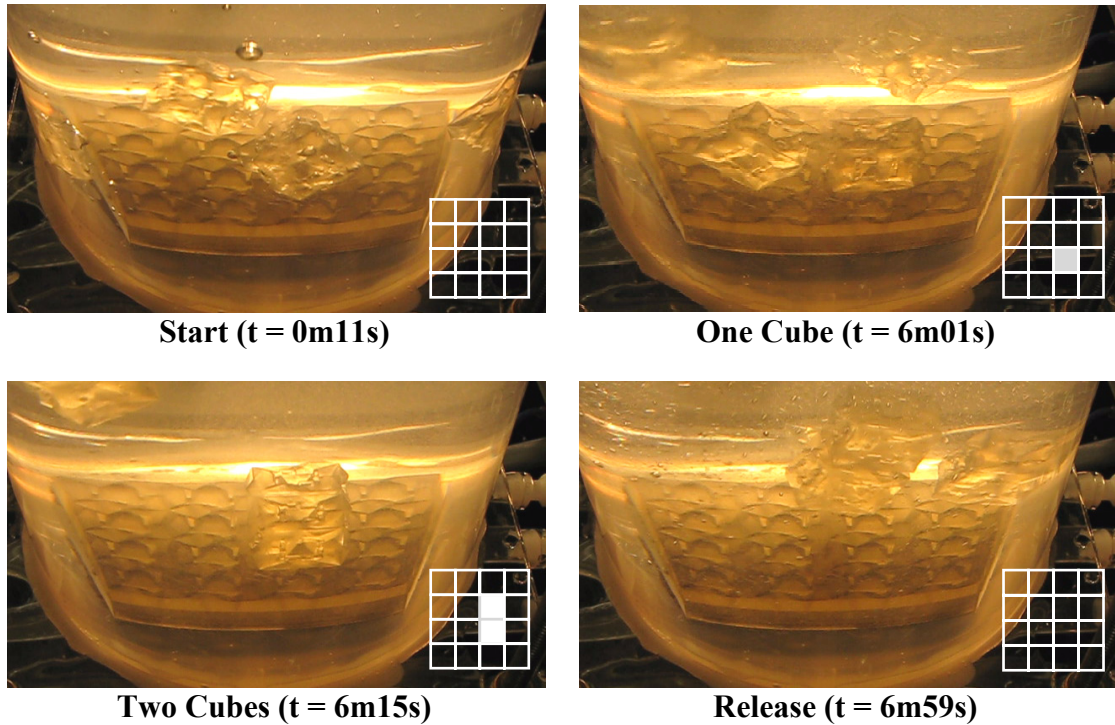 Start (t = 0m11s)
One Cube (t = 6m01s)
Two Cubes (t = 6m15s)
Release (t = 6m59s)